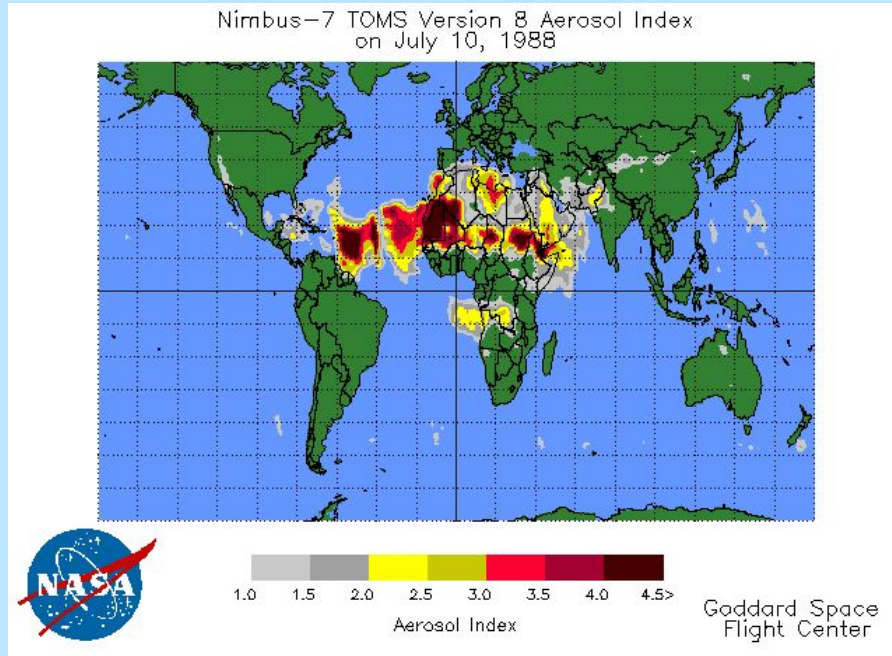 Nimbus-7 TOMS Version 8 Aerosol Index
on July 10, 1988
1.0 1.5 2.0 2.5 3.0 3.5 4.0 4.5>
Aerosol Index
NASA
Goddard Space
Flight Center